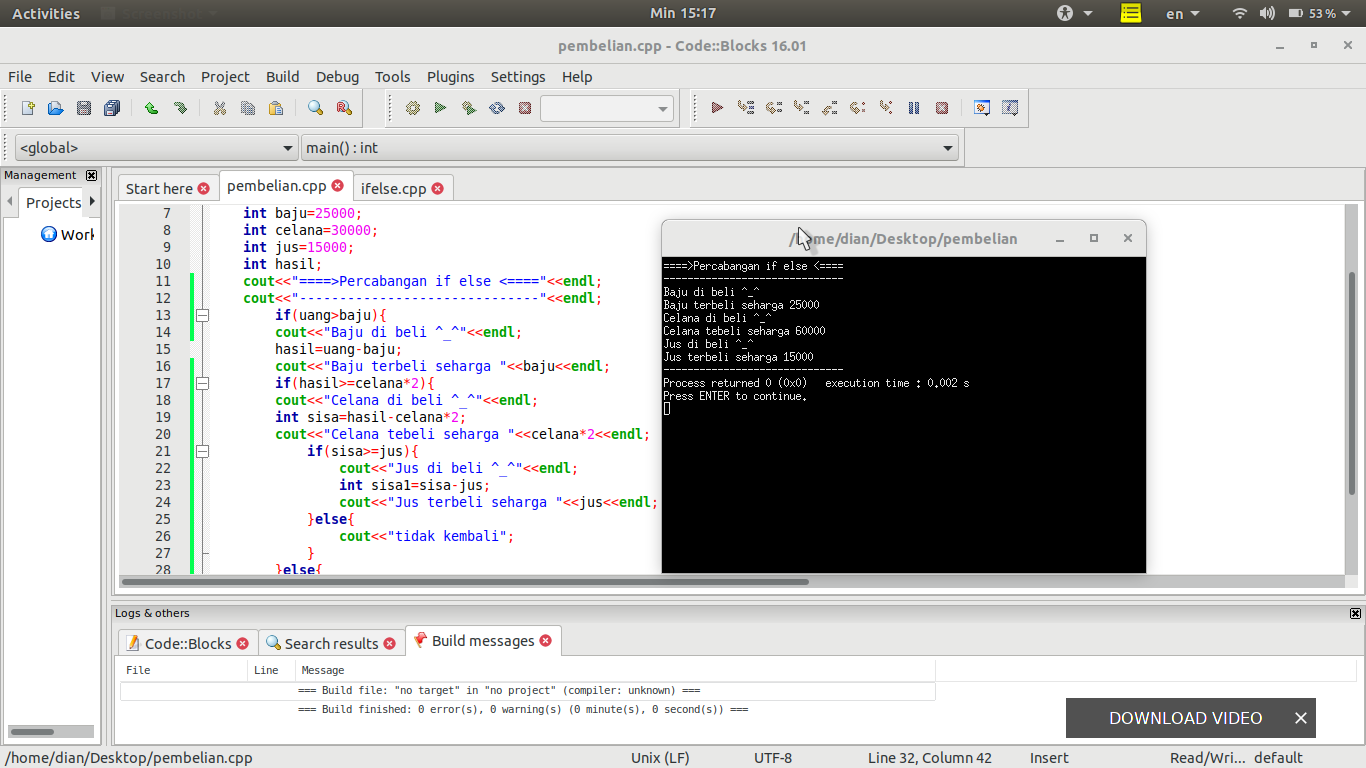 Activities
Min 15:17
en
53 %
pembelian.cpp - Code::Blocks 16.01
File Edit View Search Project Build Debug Tools Plugins Settings Help
<global>
main() : int
Management
Projects
Work
Start here
pembelian.cpp
ifelse.cpp
7 int baju=25000;
8 int celana=30000;
9 int jus=15000;
10 int hasil;
11 cout<<"====>Percabangan if else <===="<<endl;
12 cout<<"------------------------------"<<endl;
13 if(uang>baju){
14 cout<<"Baju di beli ^_^"<<endl;
15 hasil=uang-baju;
16 cout<<"Baju terbeli seharga "<<baju<<endl;
17 if(hasil>=celana*2){
18 cout<<"Celana di beli ^_^"<<endl;
19 int sisa=hasil-celana*2;
20 cout<<"Celana tebeli seharga "<<celana*2<<endl;
21 if(sisa>=jus){
22 cout<<"Jus di beli ^_^"<<endl;
23 int sisa1=sisa-jus;
24 cout<<"Jus terbeli seharga "<<jus<<endl;
25 }else{
26 cout<<"tidak kembali";
27 }
28 }else{
/home/dian/Desktop/pembelian
====>Percabangan if else <====
------------------------------
Baju di beli ^_^
Baju terbeli seharga 25000
Celana di beli ^_^
Celana tebeli seharga 60000
Jus di beli ^_^
Jus terbeli seharga 15000
------------------------------
Process returned 0 (0x0)   execution time : 0.002 s
Press ENTER to continue.
Logs & others
Code::Blocks
Search results
Build messages
File Line Message
=== Build file: "no target" in "no project" (compiler: unknown) ===
=== Build finished: 0 error(s), 0 warning(s) (0 minute(s), 0 second(s)) ===
DOWNLOAD VIDEO
/home/dian/Desktop/pembelian.cpp
Unix (LF)
UTF-8
Line 32, Column 42
Insert
Read/Wri...
default